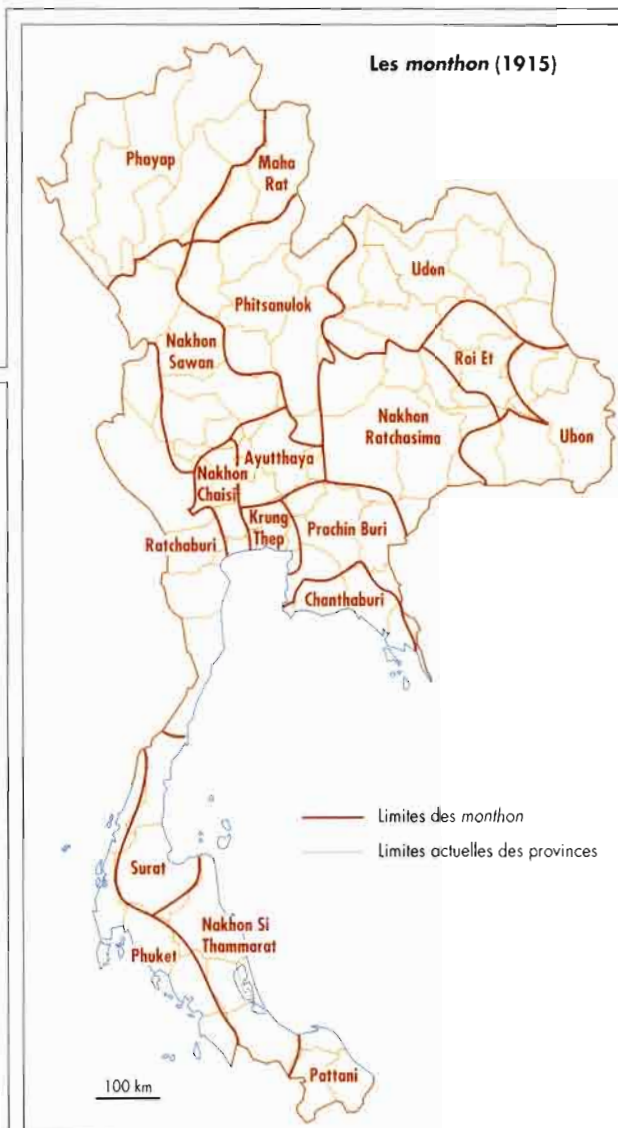 Les monthon (1915)
Phayap
Maha
Rat
Udon
Phitsanulok
Nakhon
Sawan
Roi Et
Nakhon
Ratchasima
Ubon
Ayutthaya
Nakhon
Chaisi
Krung
Thep
Prachin Buri
Ratchaburi
Chanthaburi
Limites des monthon
Limites actuelles des provinces
Surat
Nakhon Si
Thammarat
Phuket
Pattani
100 km